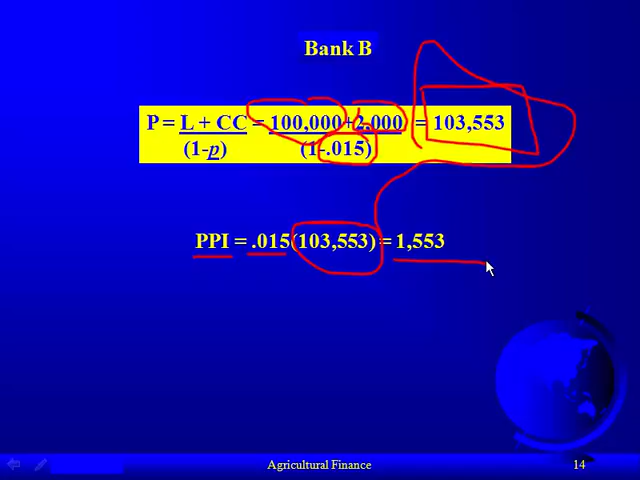 Bank B
P = L + CC = 100,000+2,000 = 103,553
(1-p) (1-.015)
PPI = .015(103,553) = 1,553
Agricultural Finance 14